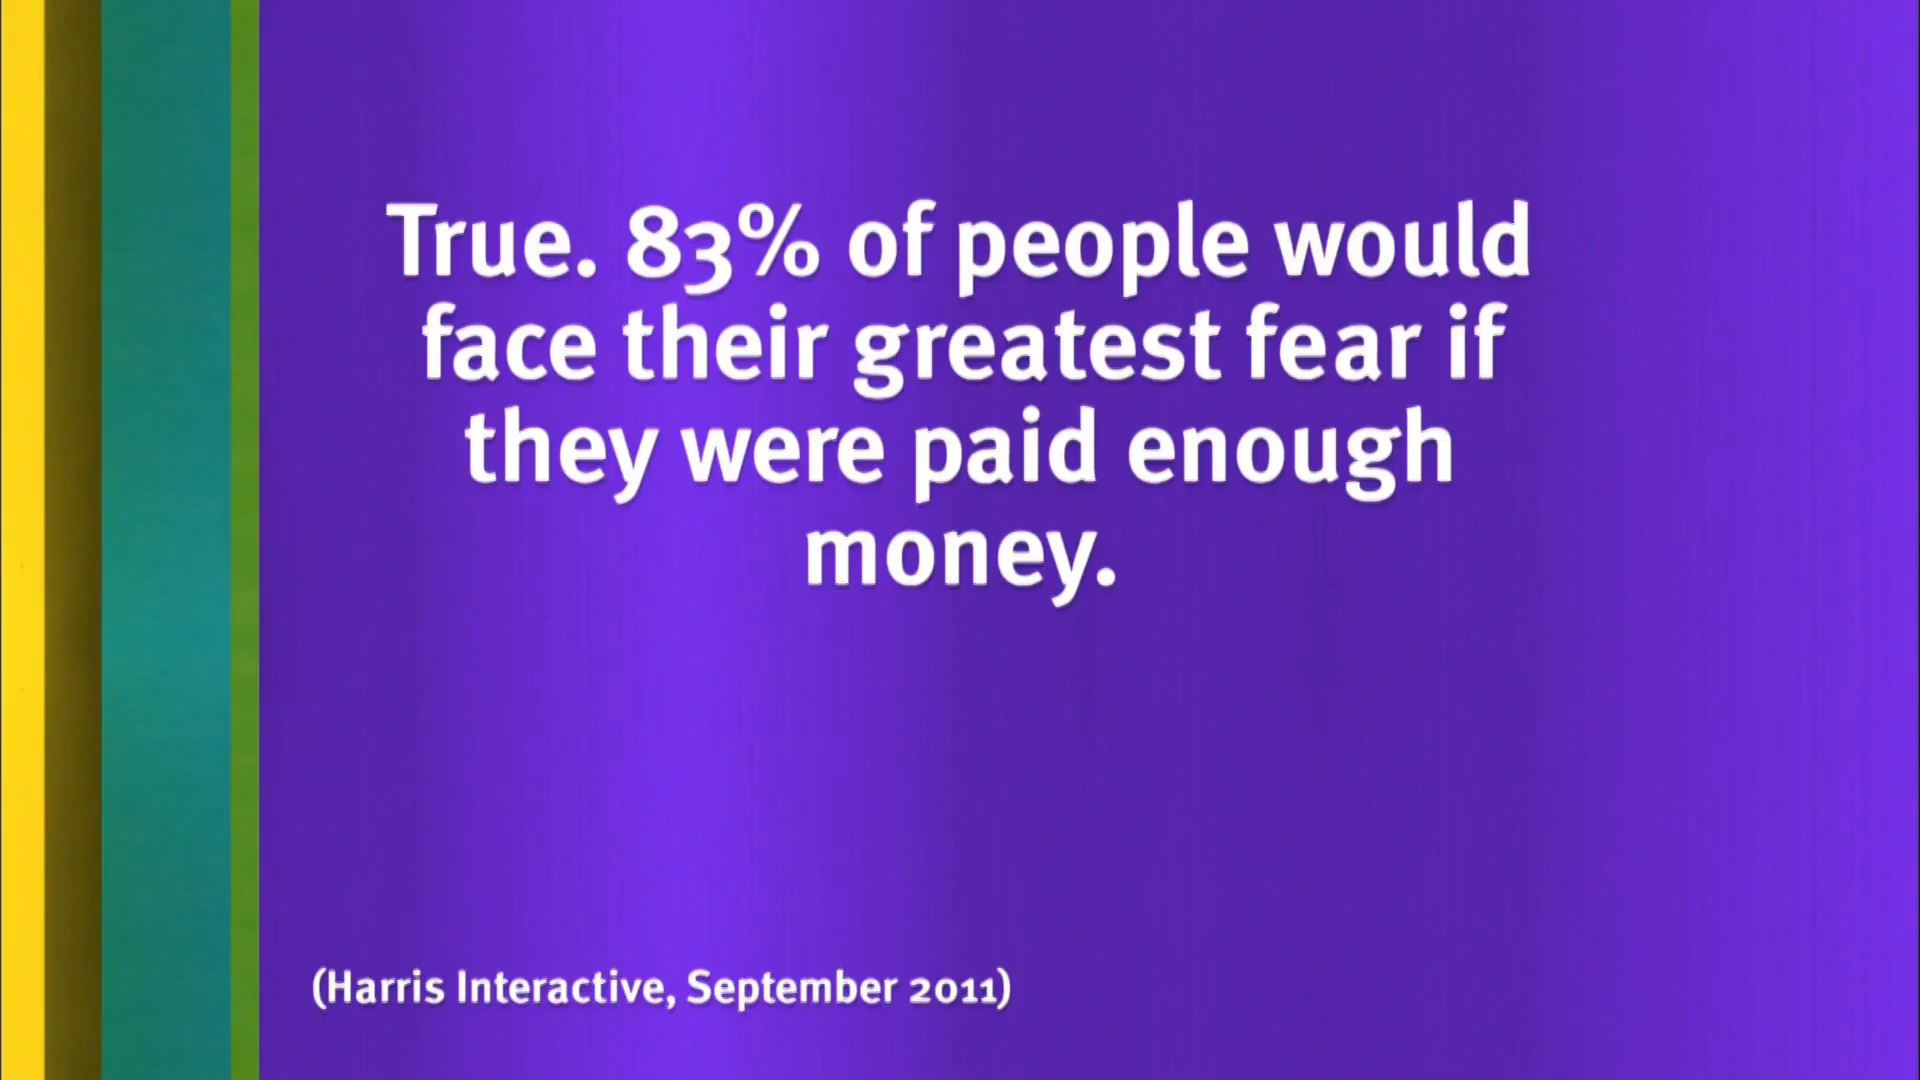 True. 83% of people would
face their greatest fear if
they were paid enough
money.
(Harris Interactive, September 2011)